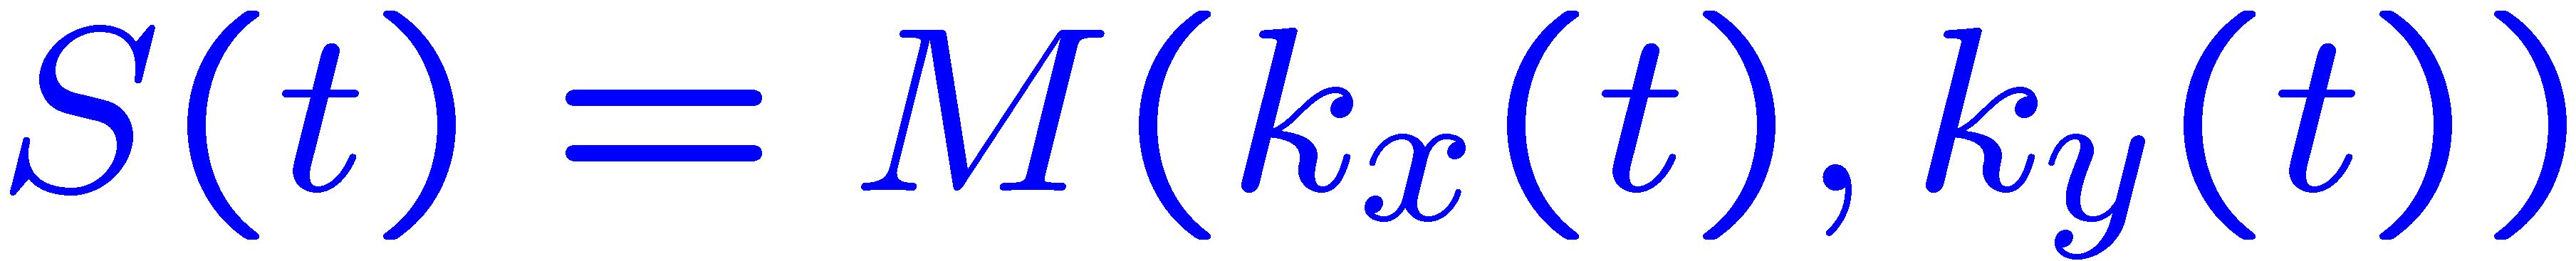 S(t) = M(k_x(t), k_y(t))